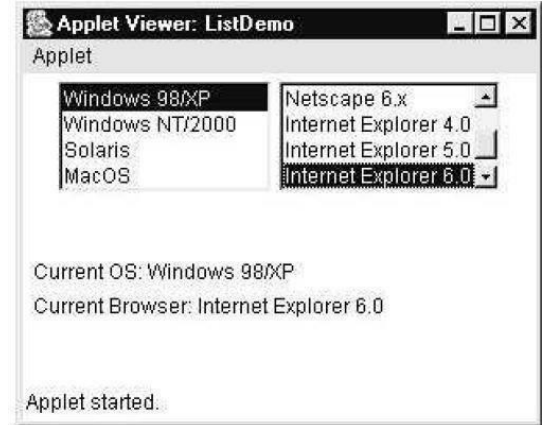 Applet Viewer: ListDemo
Applet
Windows 98/XP
Windows NT/2000
Solaris
MacOS
Netscape 6.x
Internet Explorer 4.0
Internet Explorer 5.0
Internet Explorer 6.0
Current OS: Windows 98/XP
Current Browser: Internet Explorer 6.0
Applet started.